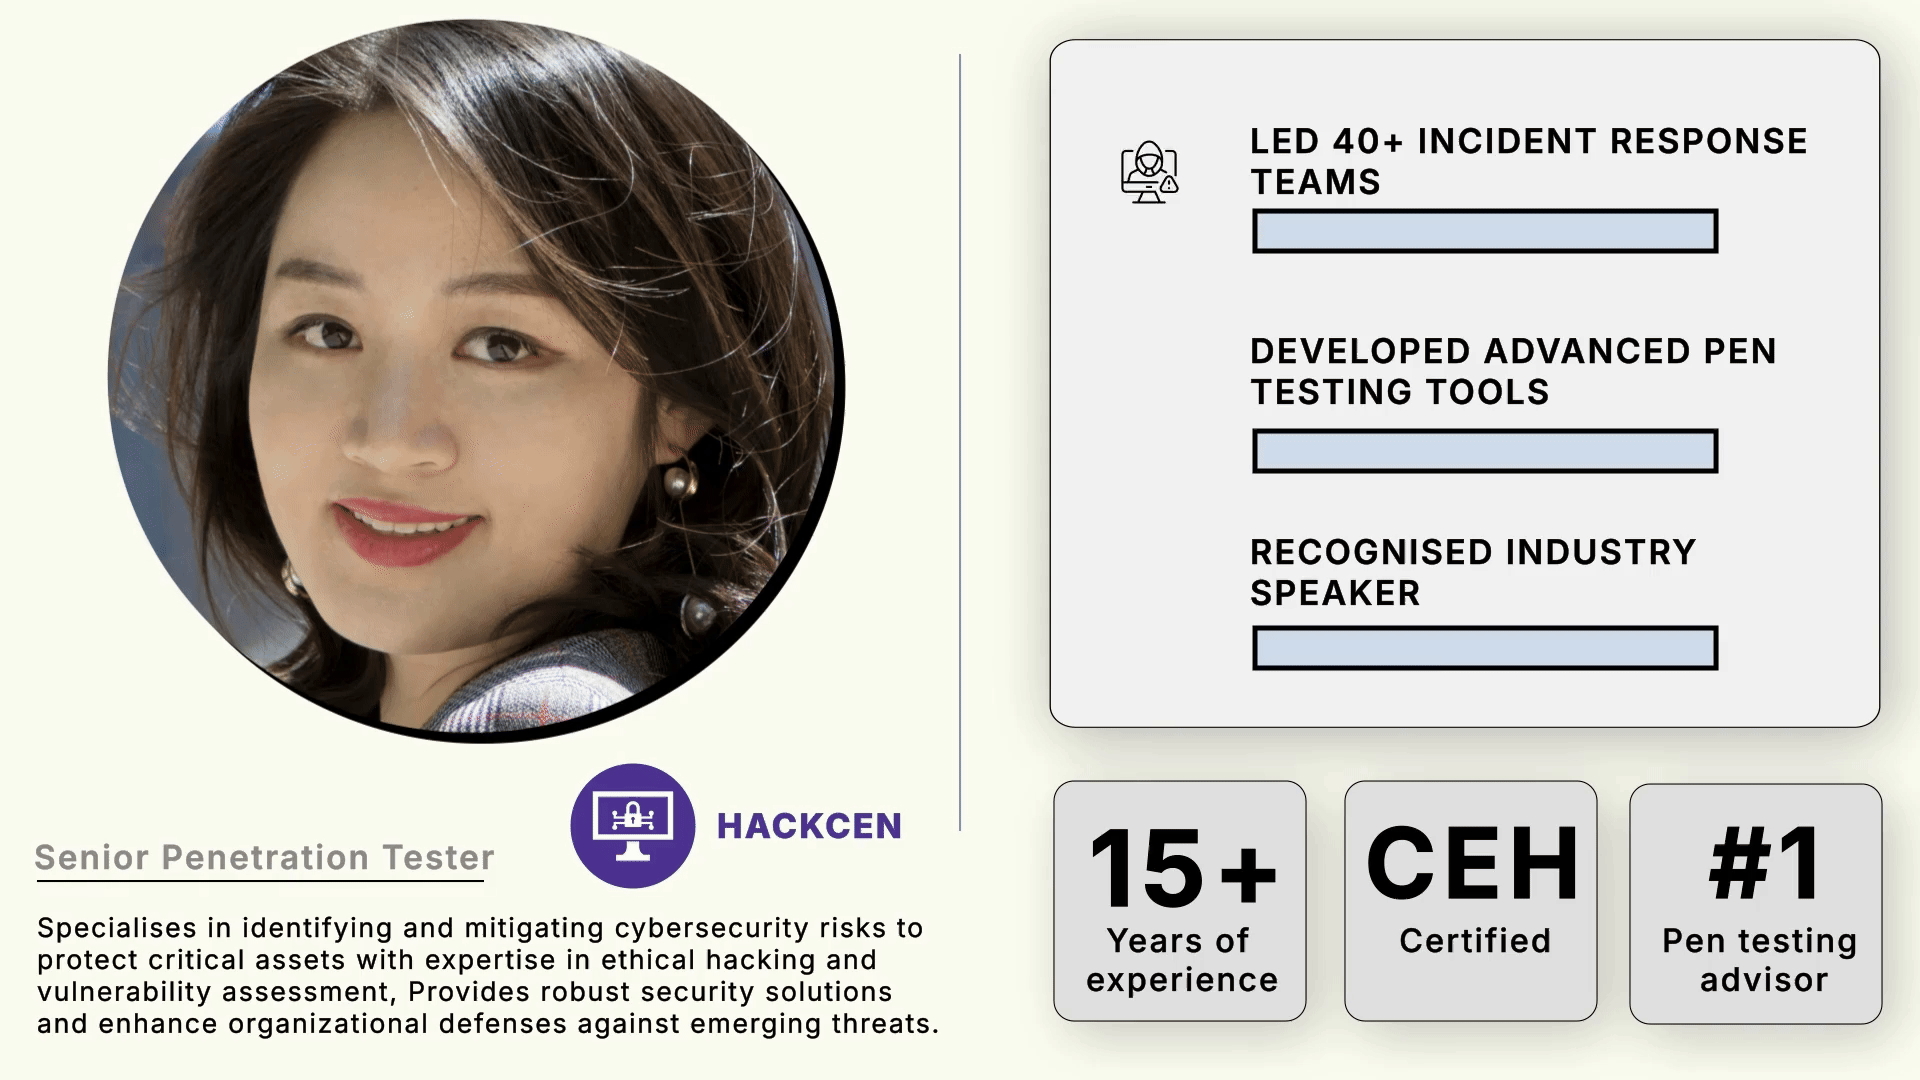 HACKCEN
Senior Penetration Tester
Specialises in identifying and mitigating cybersecurity risks to
protect critical assets with expertise in ethical hacking and
vulnerability assessment, Provides robust security solutions
and enhance organizational defenses against emerging threats.
LED 40+ INCIDENT RESPONSE
TEAMS
DEVELOPED ADVANCED PEN
TESTING TOOLS
RECOGNISED INDUSTRY
SPEAKER
15+
Years of
experience
CEH
Certified
#1
Pen testing
advisor